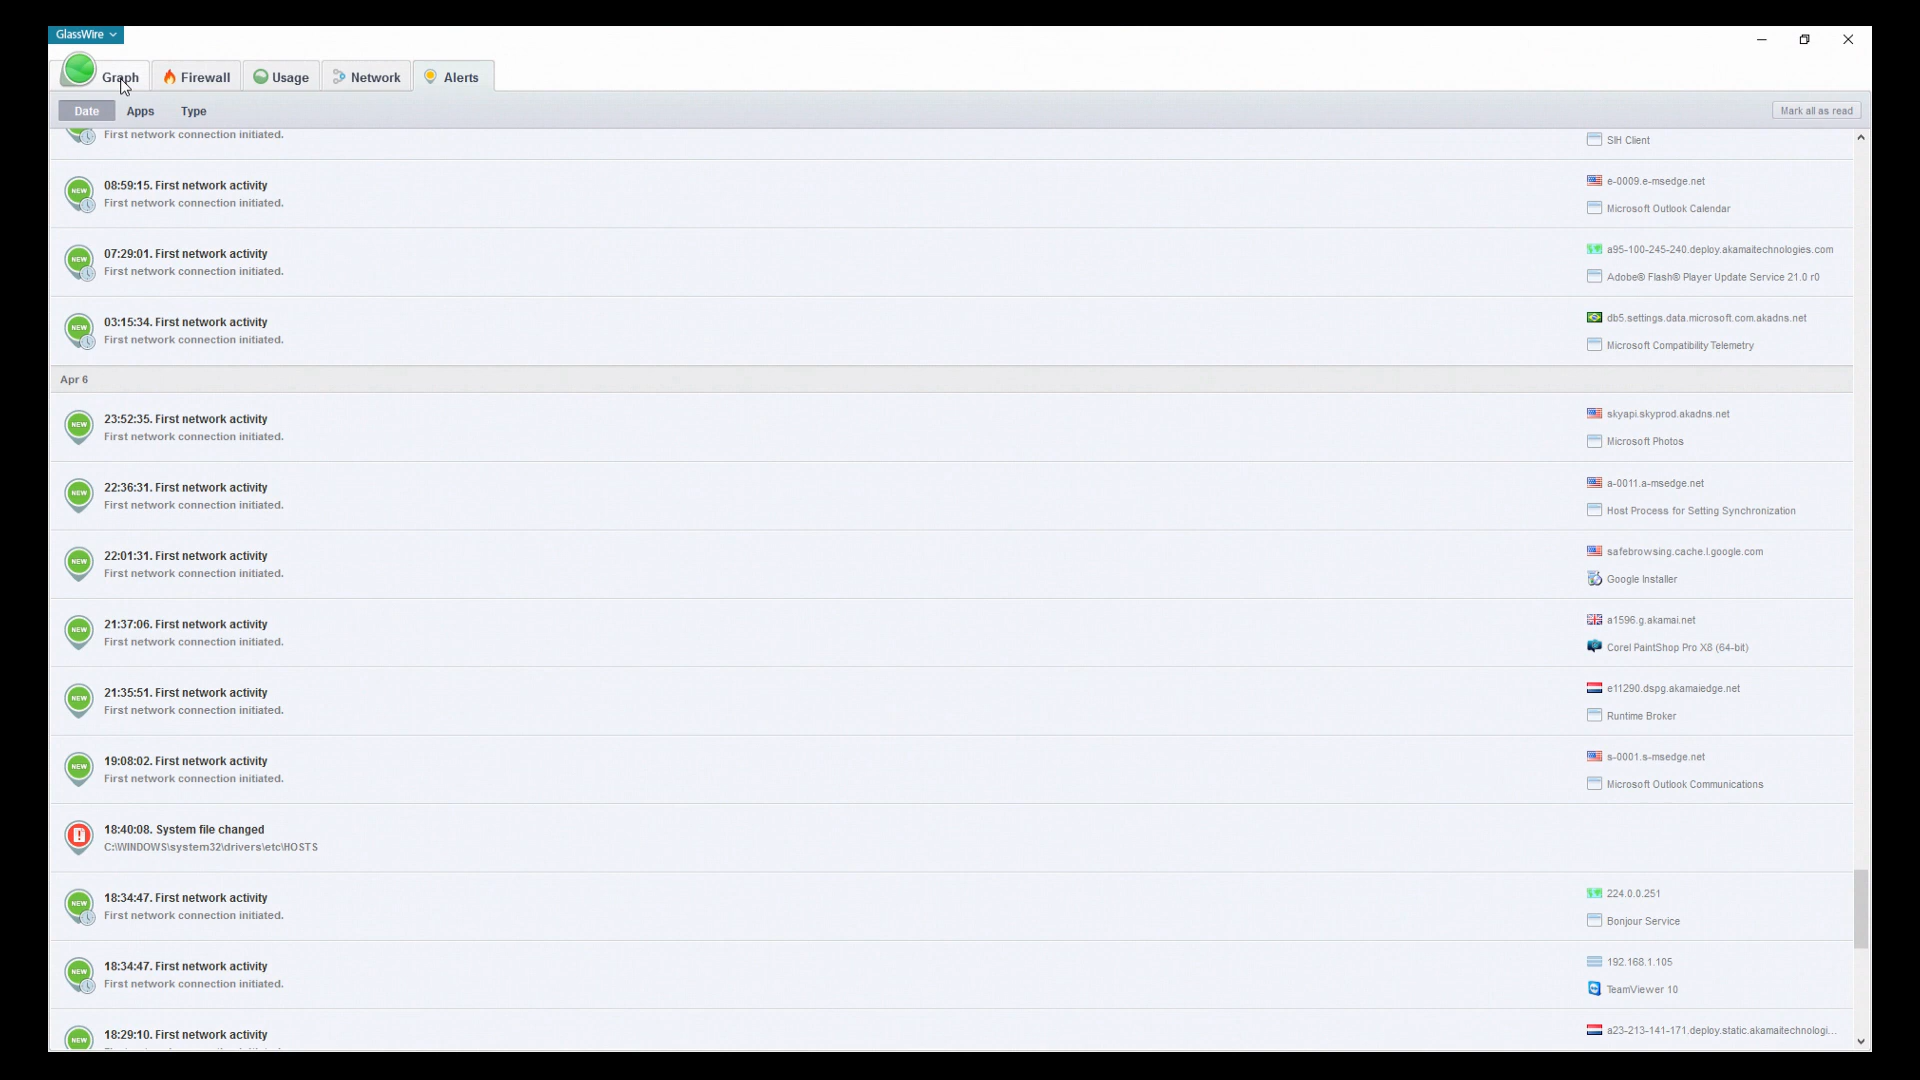 GlassWire
Graph Firewall Usage Network Alerts
Date Apps Type Mark all as read
First network connection initiated.
SIH Client
08:59:15. First network activity
First network connection initiated.
e-0009.e-msedge.net
Microsoft Outlook Calendar
07:29:01. First network activity
First network connection initiated.
a95-100-245-240.deploy.akamaitechnologies.com
Adobe® Flash® Player Update Service 21.0 r0
03:15:34. First network activity
First network connection initiated.
db5.settings.data.microsoft.com.akadns.net
Microsoft Compatibility Telemetry
Apr 6
23:52:35. First network activity
First network connection initiated.
skyapi.skyprod.akadns.net
Microsoft Photos
22:36:31. First network activity
First network connection initiated.
a-0011.a-msedge.net
Host Process for Setting Synchronization
22:01:31. First network activity
First network connection initiated.
safebrowsing.cache.l.google.com
Google Installer
21:37:06. First network activity
First network connection initiated.
a1596.g.akamai.net
Corel PaintShop Pro X8 (64-bit)
21:35:51. First network activity
First network connection initiated.
e11290.dspg.akamaiedge.net
Runtime Broker
19:08:02. First network activity
First network connection initiated.
s-0001.s-msedge.net
Microsoft Outlook Communications
18:40:08. System file changed
C:\WINDOWS\system32\drivers\etc\HOSTS
18:34:47. First network activity
First network connection initiated.
224.0.0.251
Bonjour Service
18:34:47. First network activity
First network connection initiated.
192.168.1.105
TeamViewer 10
18:29:10. First network activity
a23-213-141-171.deploy.static.akamaitechnologi...